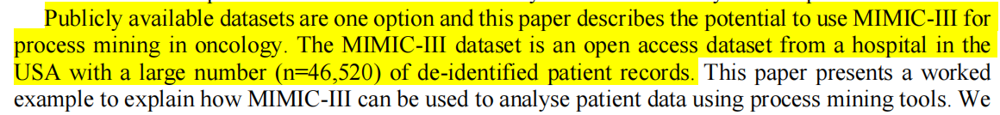 Publicly available datasets are one option and this paper describes the potential to use MIMIC-III for
process mining in oncology. The MIMIC-III dataset is an open access dataset from a hospital in the
USA with a large number (n=46,520) of de-identified patient records. This paper presents a worked
example to explain how MIMIC-III can be used to analyse patient data using process mining tools. We